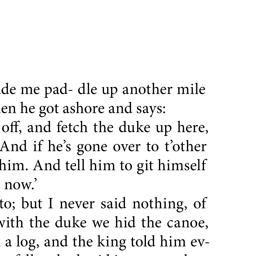 de me pad- dle up another mile
en he got ashore and says:
off, and fetch the duke up here,
And if he’s gone over to t’other
him. And tell him to git himself
now.’
to; but I never said nothing, of
with the duke we hid the canoe,
a log, and the king told him ev-